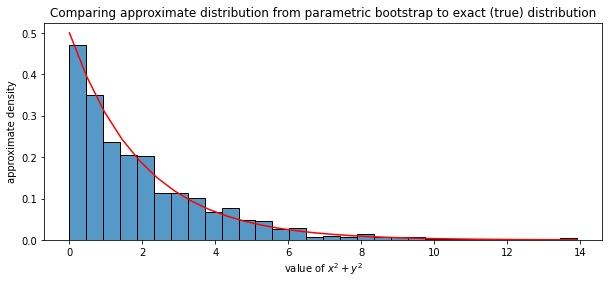 Comparing approximate distribution from parametric bootstrap to exact (true) distribution
approximate density
0.5
0.4
0.3
0.2
0.1
0.0
0 2 4 6 8 10 12 14
value of x² + y²